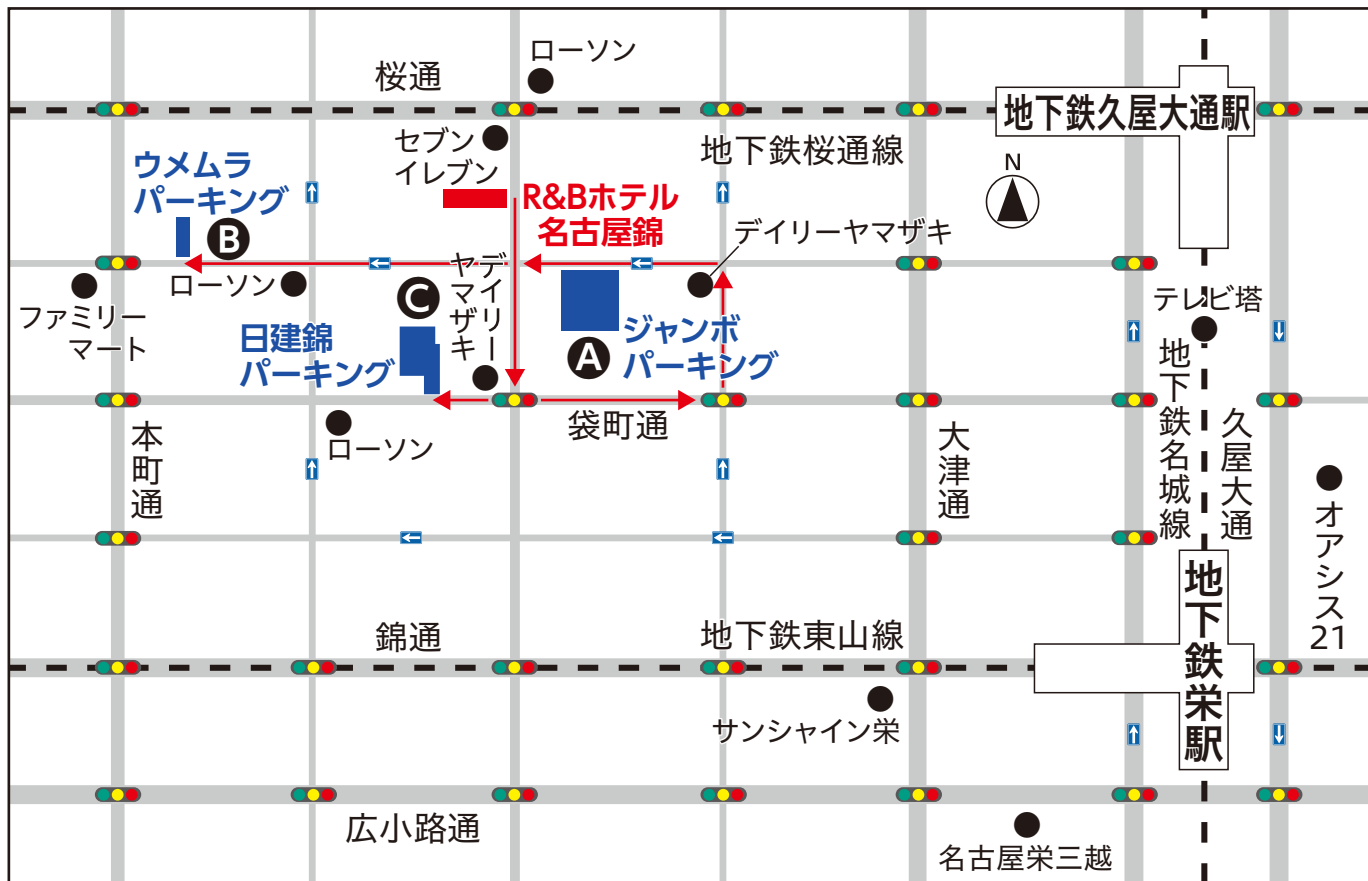 ローソン
桜通
地下鉄久屋大通駅
セブン
イレブン
地下鉄桜通線
ウメムラ
パーキング
N
R&Bホテル
名古屋錦
B
デイリーヤマザキ
ローソン
デイリー
ヤマザキ
C
ファミリー
マート
テレビ塔
日建錦
パーキング
A
ジャンボ
パーキング
袋町通
ローソン
本町通
大津通
地下鉄名城線
久屋大通
オアシス21
錦通
地下鉄東山線
地下鉄栄駅
サンシャイン栄
広小路通
名古屋栄三越